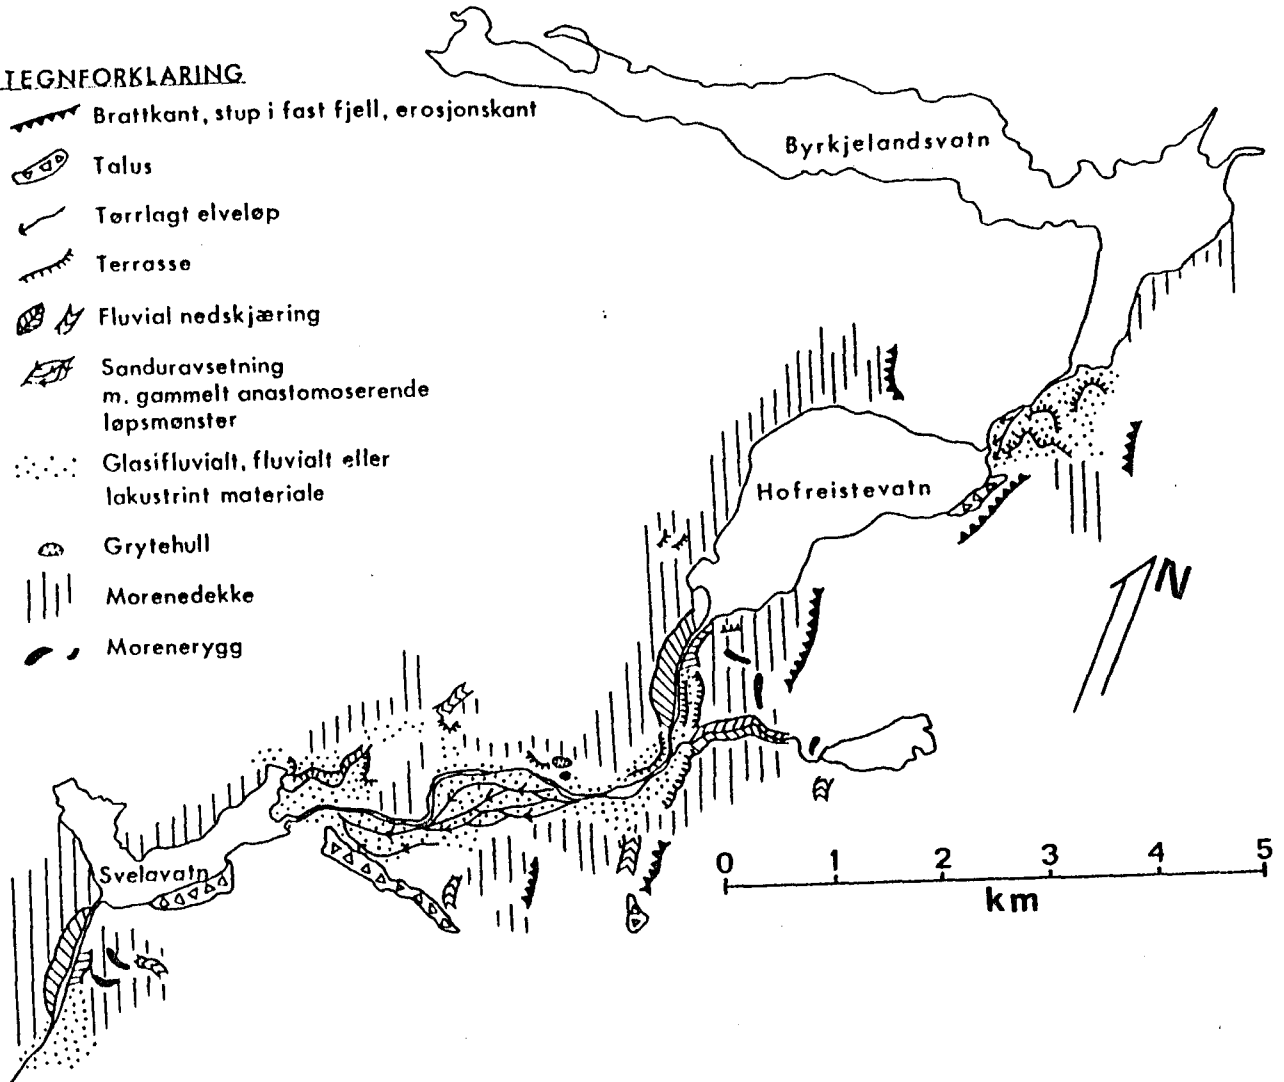 TEGNFORKLARING
Brattkant, stup i fast fjell, erosjonskant
Talus
Tørrlagt elveløp
Terrasse
Fluvial nedskjæring
Sanduravsetning
m. gammelt anastomoserende
løpsmønster
Glasifluvialt, fluvialt eller
lakustrint materiale
Grytehull
Morenedekke
Morenerygg
Byrkjelandsvatn
Hofreistevatn
N
Svelavatn
0 1 2 3 4 5
km